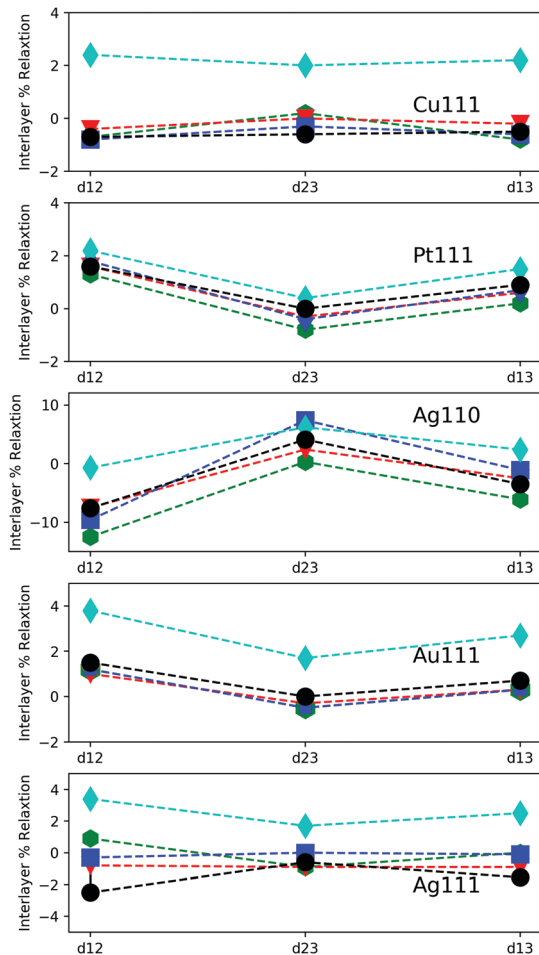 4
2
0
−2
Interlayer % Relaxtion
Cu111
d12 d23 d13
4
2
0
−2
Interlayer % Relaxtion
Pt111
d12 d23 d13
10
0
−10
Interlayer % Relaxtion
Ag110
d12 d23 d13
4
2
0
−2
Interlayer % Relaxtion
Au111
d12 d23 d13
4
2
0
−2
−4
Interlayer % Relaxtion
Ag111
d12 d23 d13